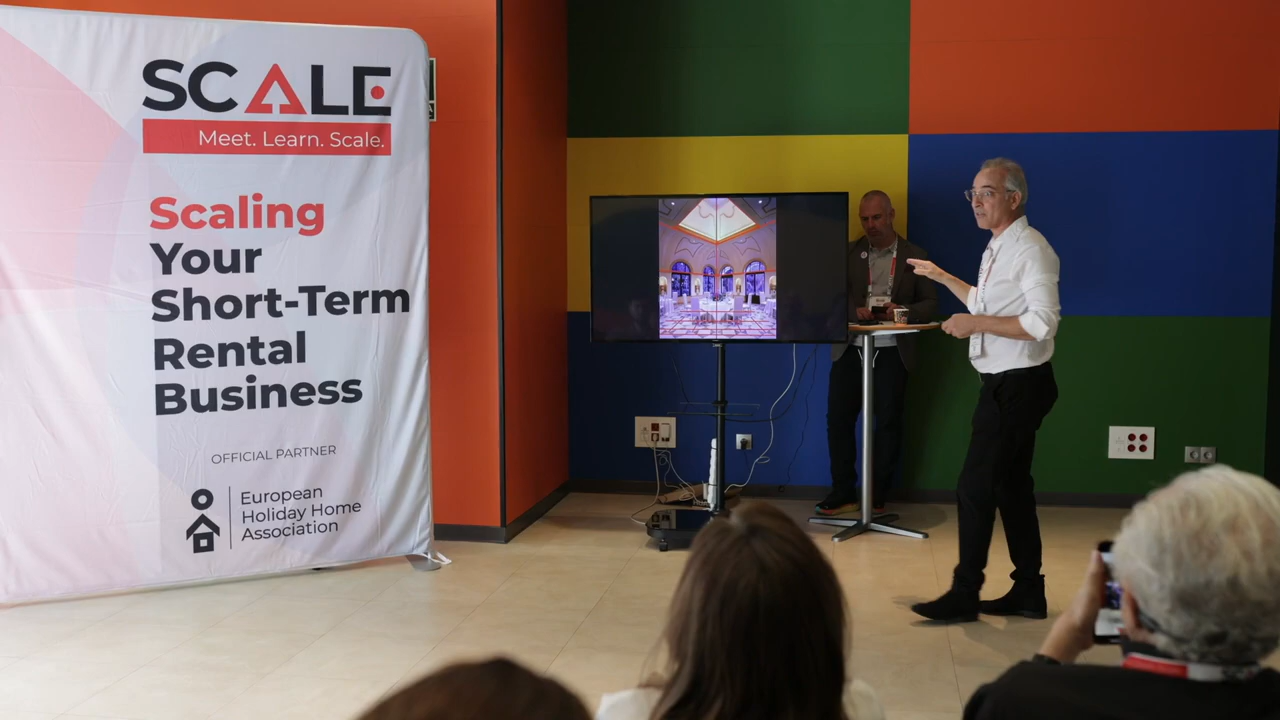 SCALE
Meet. Learn. Scale.
Scaling
Your
Short-Term
Rental
Business
OFFICIAL PARTNER
European
Holiday Home
Association